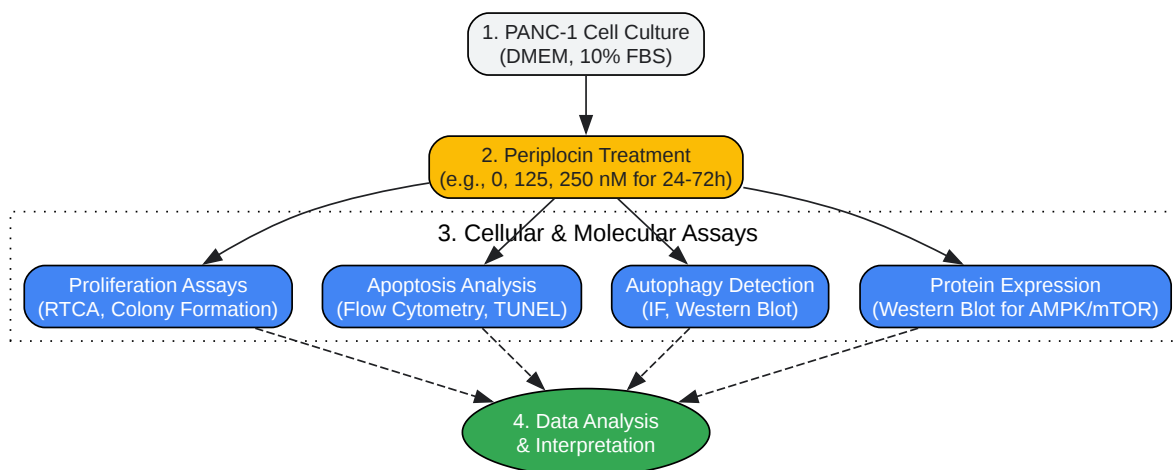 1. PANC-1 Cell Culture
(DMEM, 10% FBS)
2. Periplocin Treatment
(e.g., 0, 125, 250 nM for 24-72h)
3. Cellular & Molecular Assays
Proliferation Assays
(RTCA, Colony Formation)
Apoptosis Analysis
(Flow Cytometry, TUNEL)
Autophagy Detection
(IF, Western Blot)
Protein Expression
(Western Blot for AMPK/mTOR)
4. Data Analysis
& Interpretation